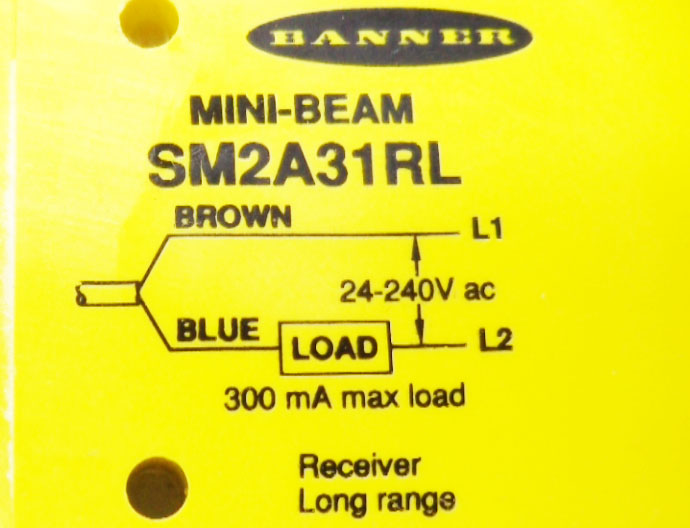 BANNER
MINI-BEAM
SM2A31RL
BROWN L1
24-240V ac
BLUE LOAD L2
300 mA max load
Receiver
Long range